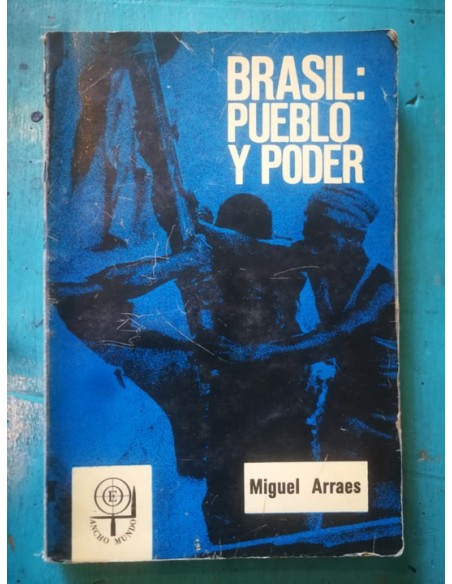 BRASIL:
PUEBLO
Y PODER
Miguel Arraes
E
ANCHO MUNDO